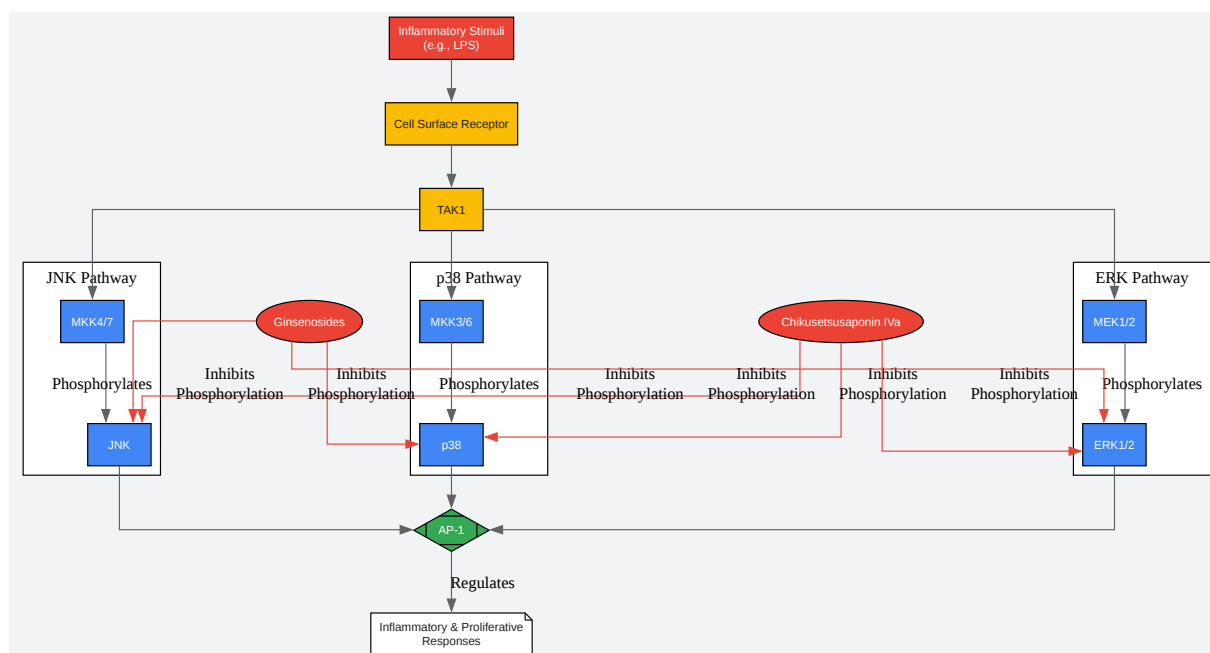 Inflammatory Stimuli
(e.g., LPS)
Cell Surface Receptor
TAK1
JNK Pathway
p38 Pathway
ERK Pathway
MKK4/7
Ginsenosides
MKK3/6
Chikusetsusaponin IVa
MEK1/2
Phosphorylates
Inhibits
Phosphorylation
Inhibits
Phosphorylation
Phosphorylates
Inhibits
Phosphorylation
Inhibits
Phosphorylation
Inhibits
Phosphorylation
Inhibits
Phosphorylation
Phosphorylates
JNK
p38
ERK1/2
AP-1
Regulates
Inflammatory & Proliferative
Responses